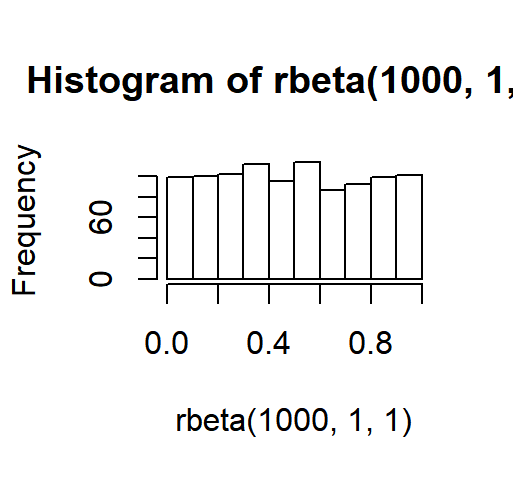 Histogram of rbeta(1000, 1,
Frequency
60
0
0.0 0.4 0.8
rbeta(1000, 1, 1)